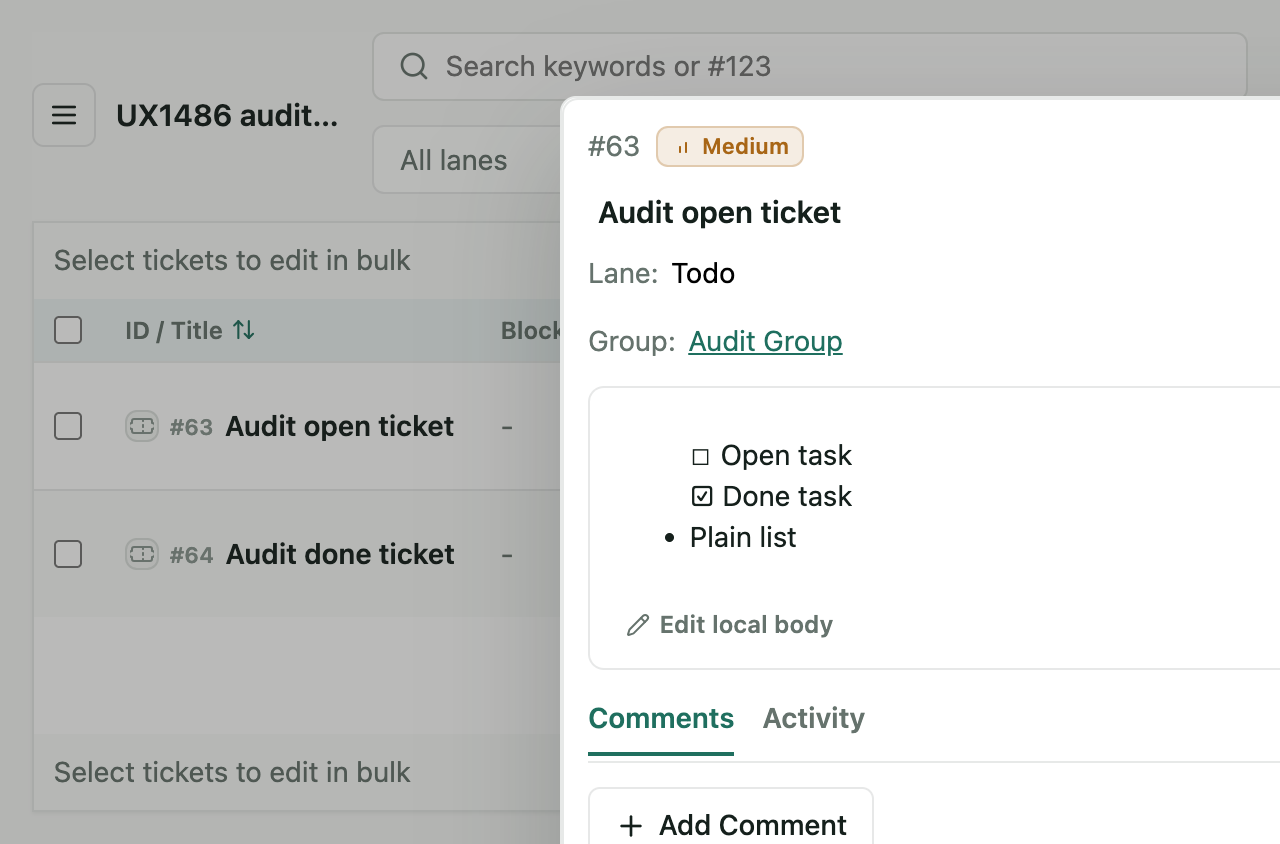 Search keywords or #123
UX1486 audit...
All lanes
Select tickets to edit in bulk
ID / Title
Block
#63 Audit open ticket -
#64 Audit done ticket -
Select tickets to edit in bulk
#63 Medium
Audit open ticket
Lane: Todo
Group: Audit Group
☐ Open task
☑ Done task
• Plain list
Edit local body
Comments Activity
+ Add Comment